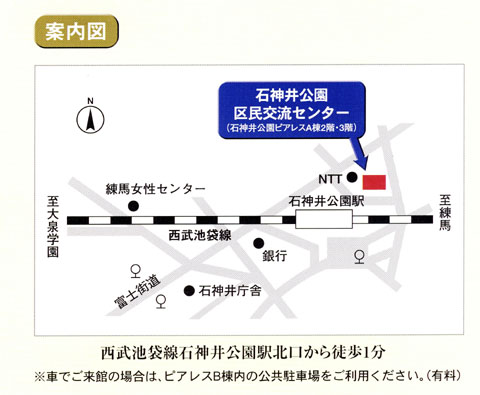 案内図
N
石神井公園
区民交流センター
(石神井公園ピアレスA棟2階・3階)
NTT
練馬女性センター
石神井公園駅
至大泉学園
至練馬
西武池袋線
銀行
富士街道
石神井庁舎
西武池袋線石神井公園駅北口から徒歩1分
※車でご来館の場合は、ピアレスB棟内の公共駐車場をご利用ください。(有料)